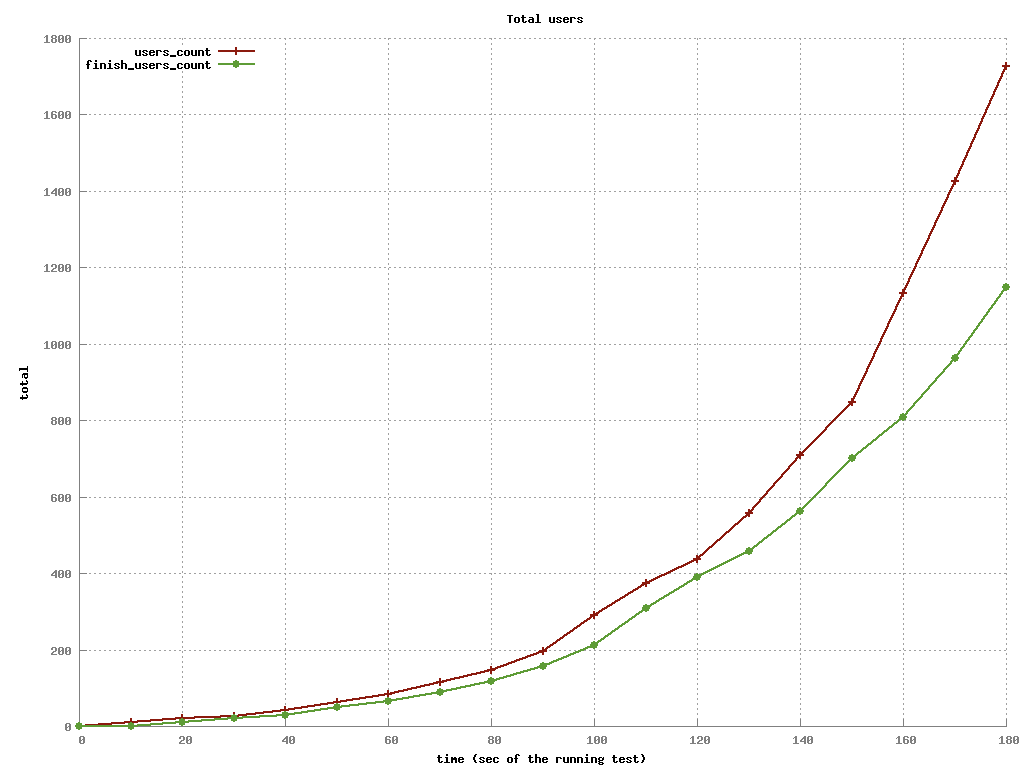 Total users
users_count
finish_users_count
1800
1600
1400
1200
1000
800
600
400
200
0
total
0 20 40 60 80 100 120 140 160 180
time (sec of the running test)